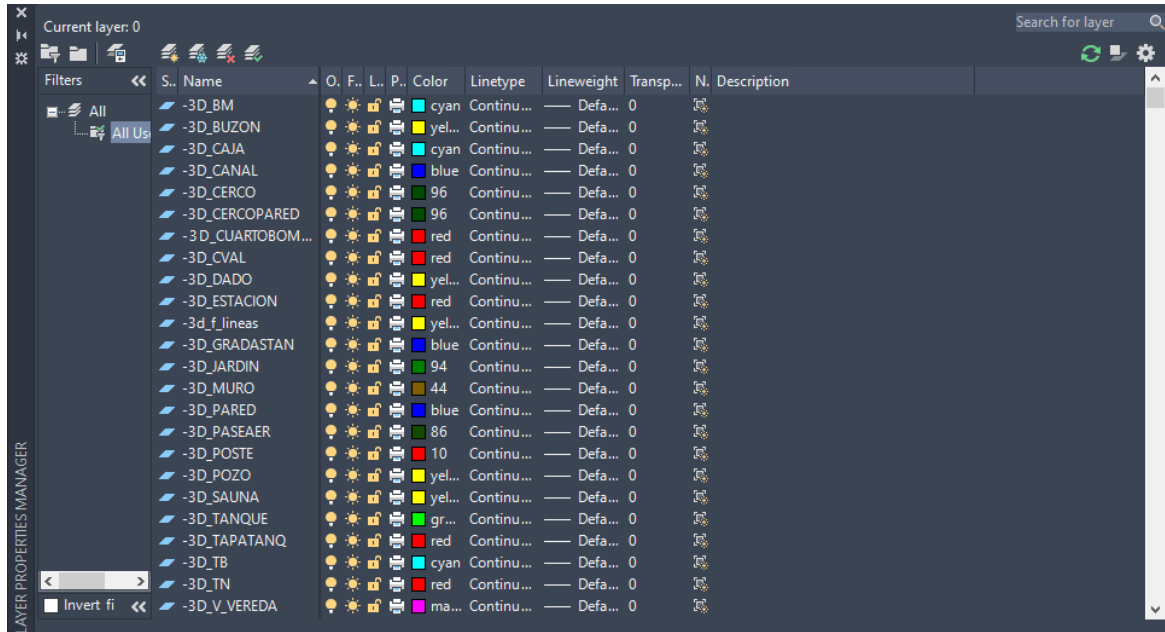 Current layer: 0
Search for layer
Filters
S.. Name O. F.. L.. P.. Color Linetype Lineweight Transp... N. Description
All
All Us
-3D_BM cyan Continu... Defa... 0
-3D_BUZON yel... Continu... Defa... 0
-3D_CAJA cyan Continu... Defa... 0
-3D_CANAL blue Continu... Defa... 0
-3D_CERCO 96 Continu... Defa... 0
-3D_CERCOPARED 96 Continu... Defa... 0
-3D_CUARTOBOM... red Continu... Defa... 0
-3D_CVAL red Continu... Defa... 0
-3D_DADO yel... Continu... Defa... 0
-3D_ESTACION red Continu... Defa... 0
-3d_f_lineas yel... Continu... Defa... 0
-3D_GRADASTAN blue Continu... Defa... 0
-3D_JARDIN 94 Continu... Defa... 0
-3D_MURO 44 Continu... Defa... 0
-3D_PARED blue Continu... Defa... 0
-3D_PASEAER 86 Continu... Defa... 0
-3D_POSTE 10 Continu... Defa... 0
-3D_POZO yel... Continu... Defa... 0
-3D_SAUNA yel... Continu... Defa... 0
-3D_TANQUE gr... Continu... Defa... 0
-3D_TAPATANQ red Continu... Defa... 0
-3D_TB cyan Continu... Defa... 0
-3D_TN red Continu... Defa... 0
-3D_V_VEREDA ma... Continu... Defa... 0
Invert fi
LAYER PROPERTIES MANAGER